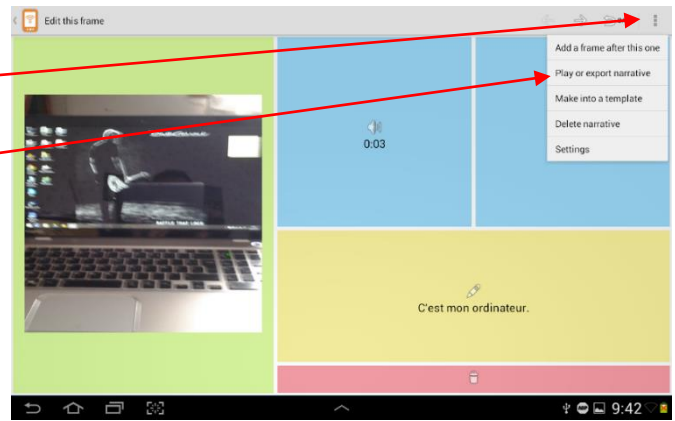 Edit this frame
Add a frame after this one
Play or export narrative
Make into a template
Delete narrative
Settings
0:03
C'est mon ordinateur.
9:42